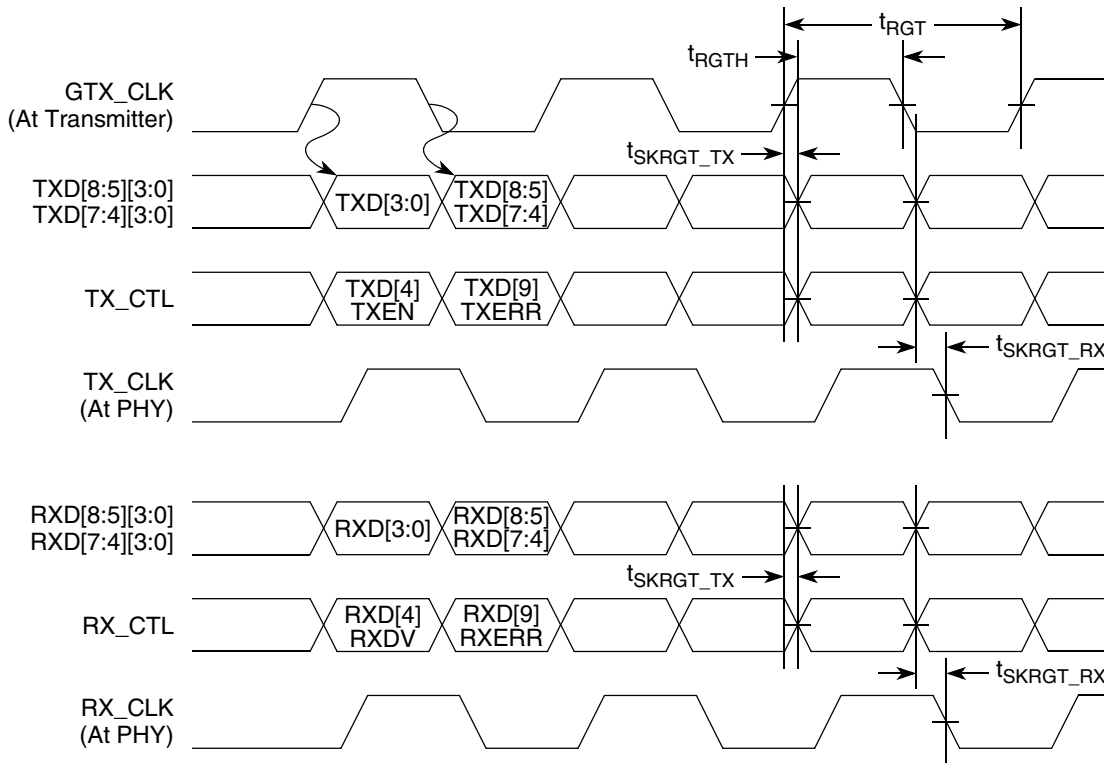 tRGT
tRGTH
GTX_CLK
(At Transmitter)
tSKRGT_TX
TXD[8:5][3:0]
TXD[7:4][3:0]
TXD[3:0]
TXD[8:5]
TXD[7:4]
TX_CTL
TXD[4]
TXEN
TXD[9]
TXERR
tSKRGT_RX
TX_CLK
(At PHY)
RXD[8:5][3:0]
RXD[7:4][3:0]
RXD[3:0]
RXD[8:5]
RXD[7:4]
tSKRGT_TX
RX_CTL
RXD[4]
RXDV
RXD[9]
RXERR
tSKRGT_RX
RX_CLK
(At PHY)